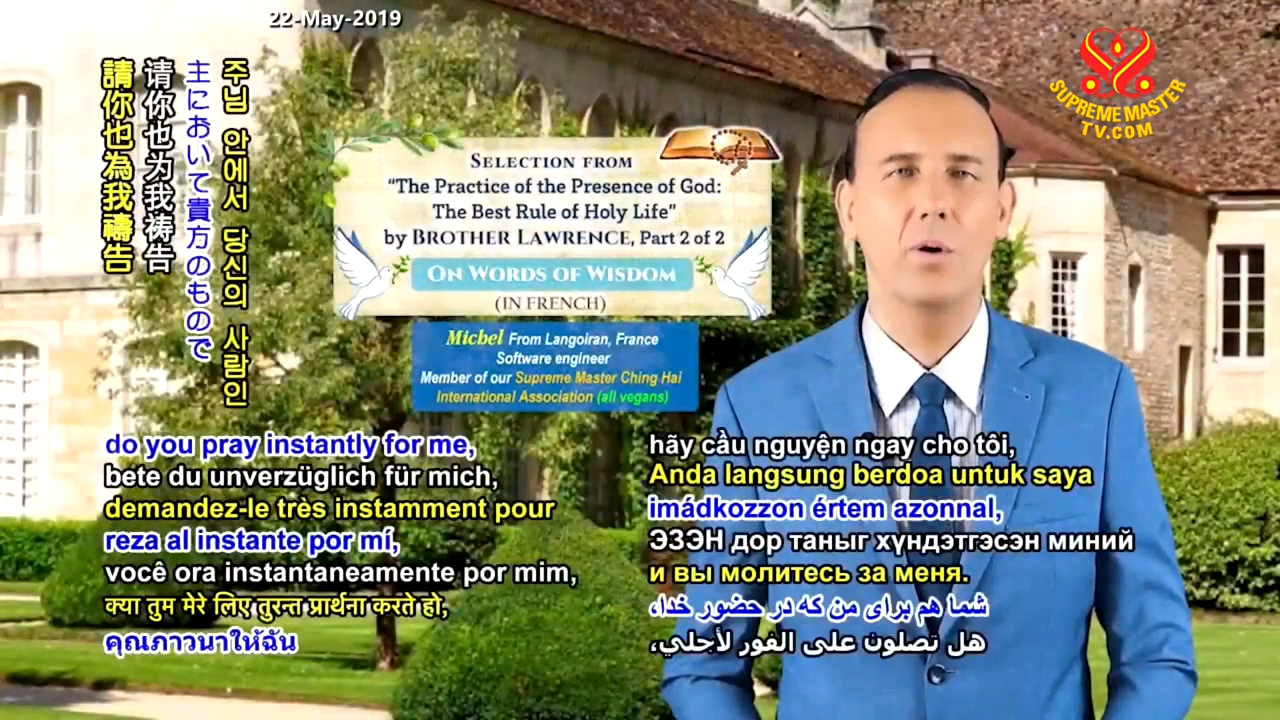 22-May-2019
SUPREME MASTER
TV.COM
주님 안에서 당신의 사람인
主において貴方のもので
请你也为我祷告
請你也為我禱告
SELECTION FROM
“The Practice of the Presence of God:
The Best Rule of Holy Life”
by BROTHER LAWRENCE, Part 2 of 2
ON WORDS OF WISDOM
(IN FRENCH)
Michel From Langoiran, France
Software engineer
Member of our Supreme Master Ching Hai
International Association (all vegans)
do you pray instantly for me,
bete du unverzüglich für mich,
demandez-le très instamment pour
reza al instante por mí,
você ora instantaneamente por mim,
क्या तुम मेरे लिए तुरन्त प्रार्थना करते हो,
คุณภาวนาให้ฉัน
hãy cầu nguyện ngay cho tôi,
Anda langsung berdoa untuk saya
imádkozzon értem azonnal,
ЭЗЭН дор таныг хүндэтгэсэн миний
и вы молитесь за меня.
شما هم برای من که در حضور خدا،
هل تصلون على الفور لأجلي،